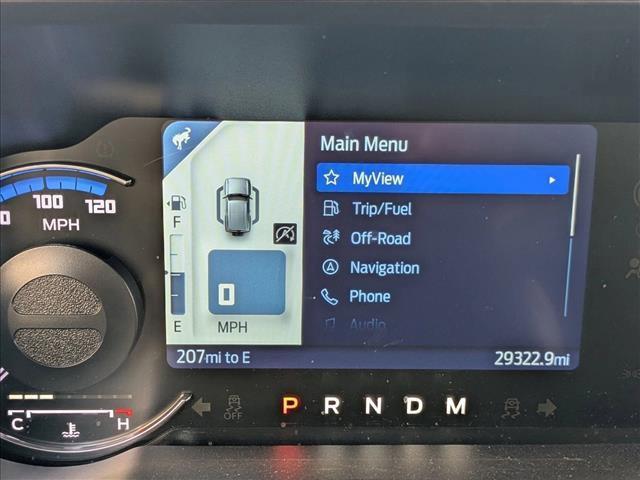 Main Menu
MyView
Trip/Fuel
Off-Road
Navigation
Phone
Audio
100
120
MPH
F
E
0
MPH
207mi to E
29322.9mi
C
H
OFF
P R N D M